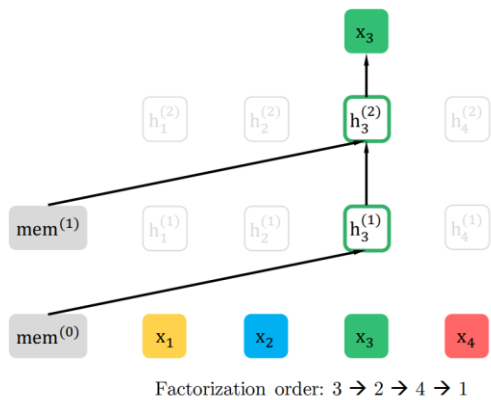 x₃
h₁⁽²⁾ h₂⁽²⁾ h₃⁽²⁾ h₄⁽²⁾
mem⁽¹⁾ h₁⁽¹⁾ h₂⁽¹⁾ h₃⁽¹⁾ h₄⁽¹⁾
mem⁽⁰⁾ x₁ x₂ x₃ x₄
Factorization order: 3 → 2 → 4 → 1